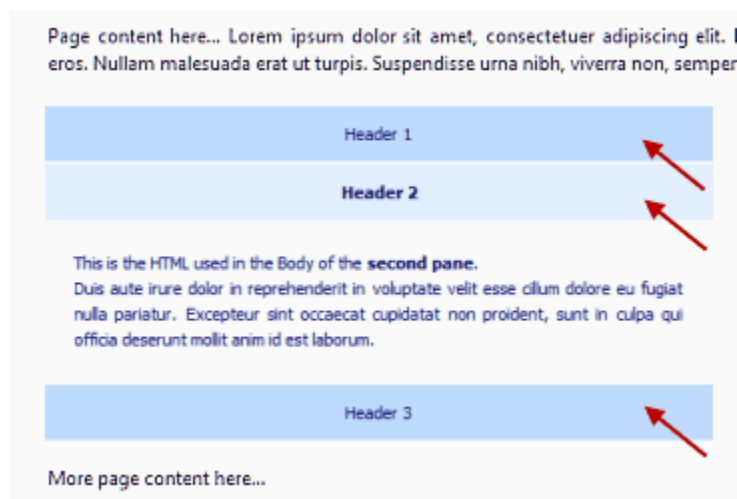 Page content here... Lorem ipsum dolor sit amet, consectetuer adipiscing elit.
eros. Nullam malesuada erat ut turpis. Suspendisse urna nibh, viverra non, semper
Header 1
Header 2
This is the HTML used in the Body of the second pane.
Duis aute irure dolor in reprehenderit in voluptate velit esse cillum dolore eu fugiat
nulla pariatur. Excepteur sint occaecat cupidatat non proident, sunt in culpa qui
officia deserunt mollit anim id est laborum.
Header 3
More page content here...